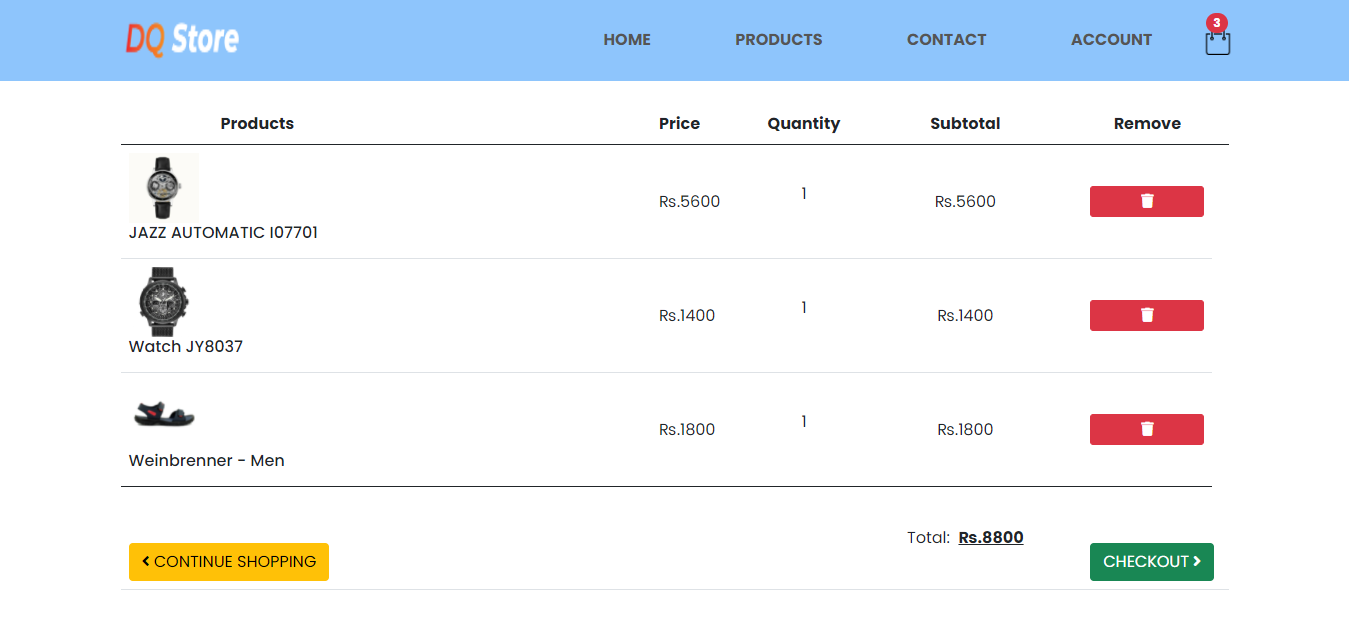 DQ Store HOME PRODUCTS CONTACT ACCOUNT 3
Products Price Quantity Subtotal Remove
Rs.5600 1 Rs.5600
JAZZ AUTOMATIC I07701
Rs.1400 1 Rs.1400
Watch JY8037
Rs.1800 1 Rs.1800
Weinbrenner - Men
Total: Rs.8800
CONTINUE SHOPPING CHECKOUT